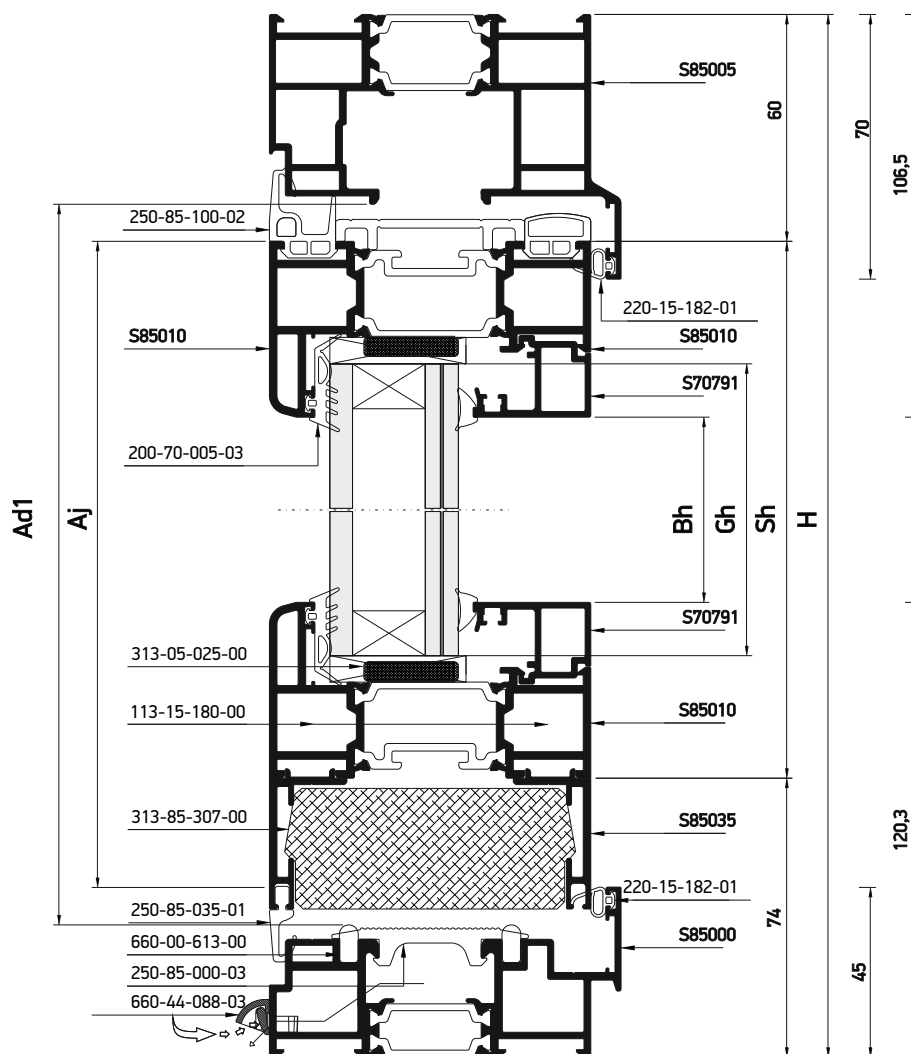 S85005
60
70
106,5
250-85-100-02
220-15-182-01
S85010
S85010
S70791
200-70-005-03
Ad1
Aj
Bh
Gh
Sh
H
S70791
313-05-025-00
113-15-180-00
S85010
313-85-307-00
S85035
120,3
220-15-182-01
250-85-035-01
74
S85000
660-00-613-00
45
250-85-000-03
660-44-088-03